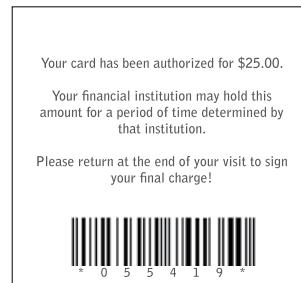 Your card has been authorized for $25.00.
Your financial institution may hold this
amount for a period of time determined by
that institution.
Please return at the end of your visit to sign
your final charge!
* 0 5 5 4 1 9 *